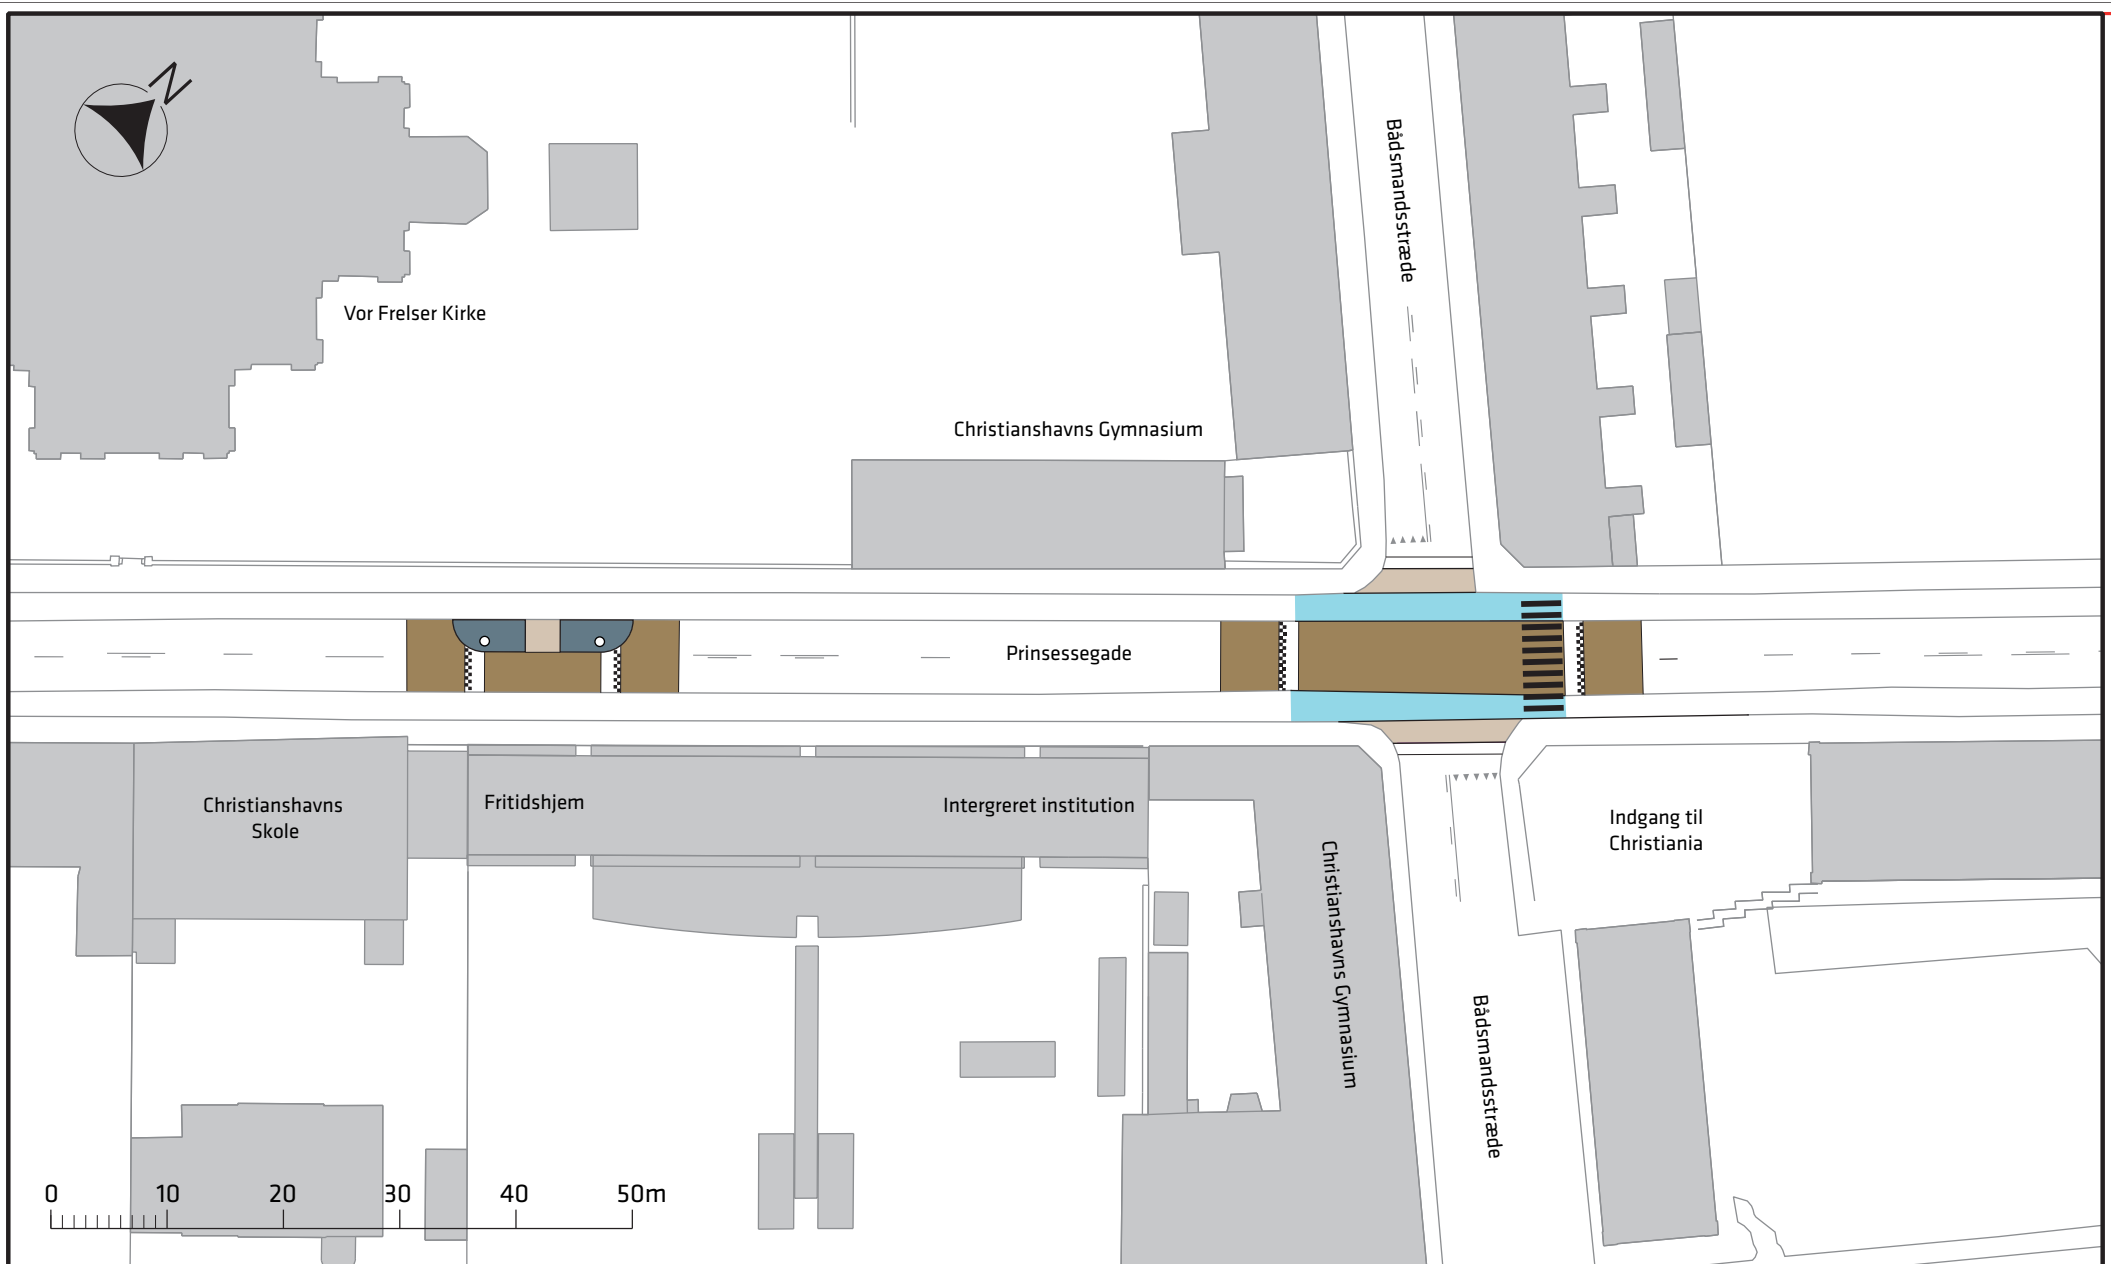 N
Bådsmandsstræde
Vor Frelser Kirke
Christianshavns Gymnasium
Prinsessegade
Christianshavns
Skole
Fritidshjem
Intergreret institution
Christianshavns Gymnasium
Indgang til
Christiania
Bådsmandsstræde
0 10 20 30 40 50m